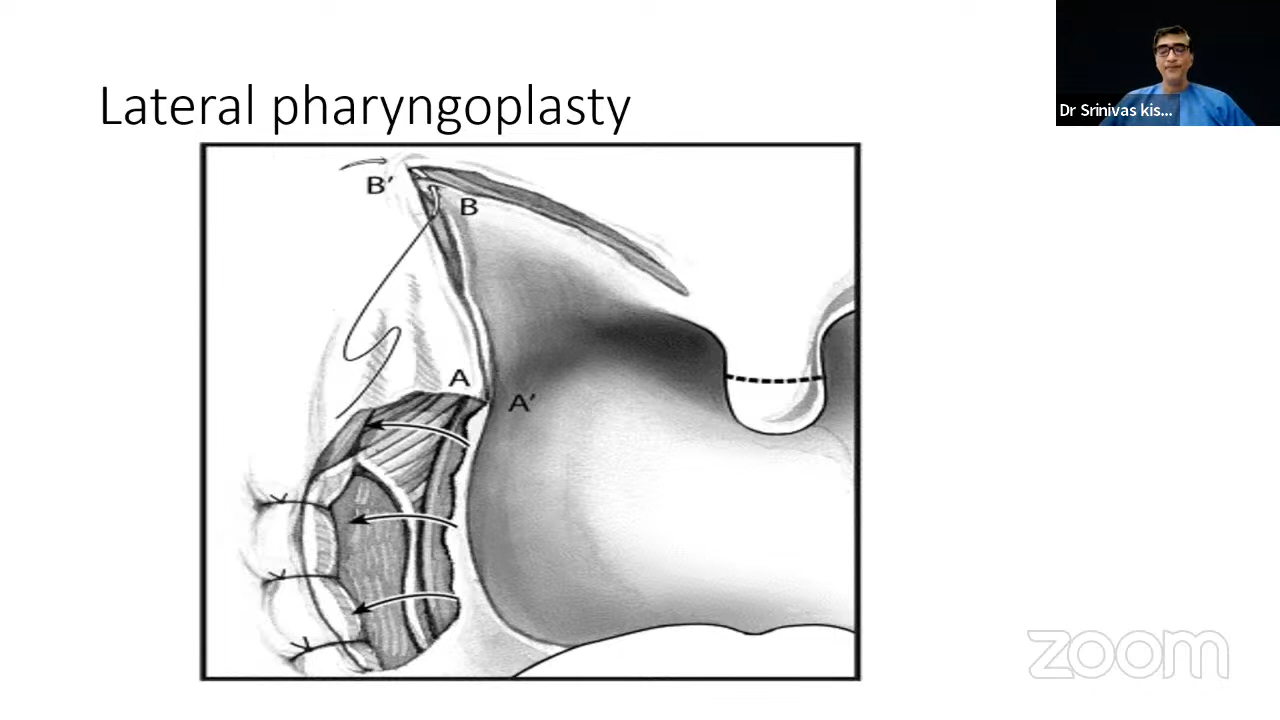 Lateral pharyngoplasty
Dr Srinivas kis...
B′
B
A
A′
zoom